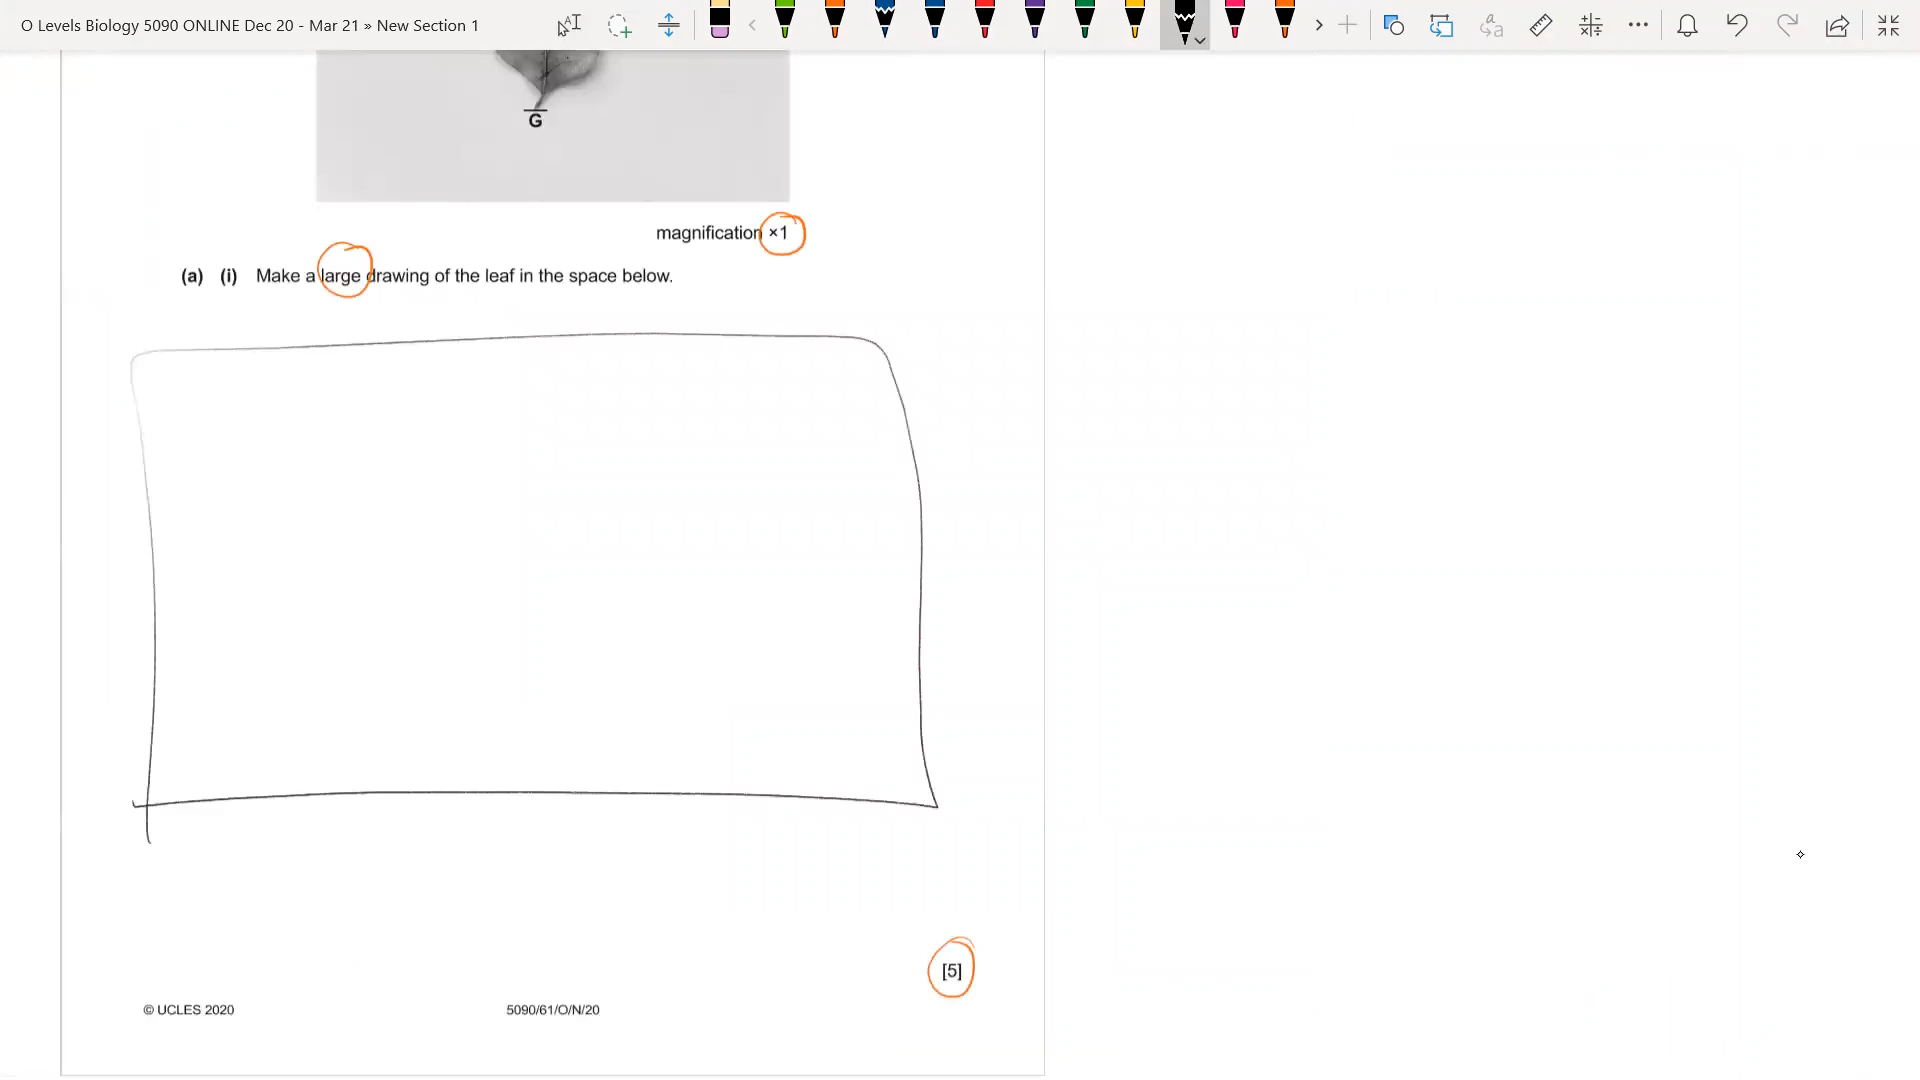 O Levels Biology 5090 ONLINE Dec 20 - Mar 21 » New Section 1
G
magnification ×1
(a) (i) Make a large drawing of the leaf in the space below.
[5]
© UCLES 2020
5090/61/O/N/20